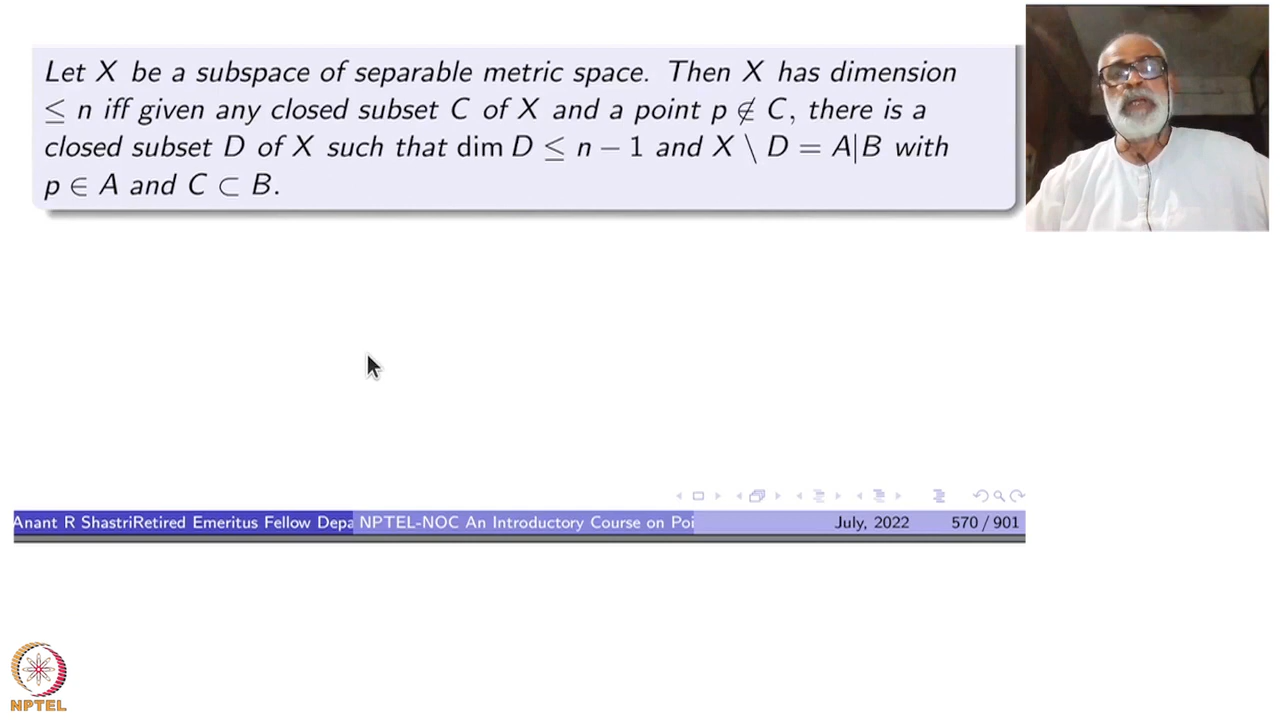 Let X be a subspace of separable metric space. Then X has dimension
≤ n iff given any closed subset C of X and a point p ∉ C, there is a
closed subset D of X such that dim D ≤ n − 1 and X \ D = A|B with
p ∈ A and C ⊂ B.
Anant R ShastriRetired Emeritus Fellow Depa NPTEL-NOC An Introductory Course on Poi July, 2022 570 / 901
NPTEL